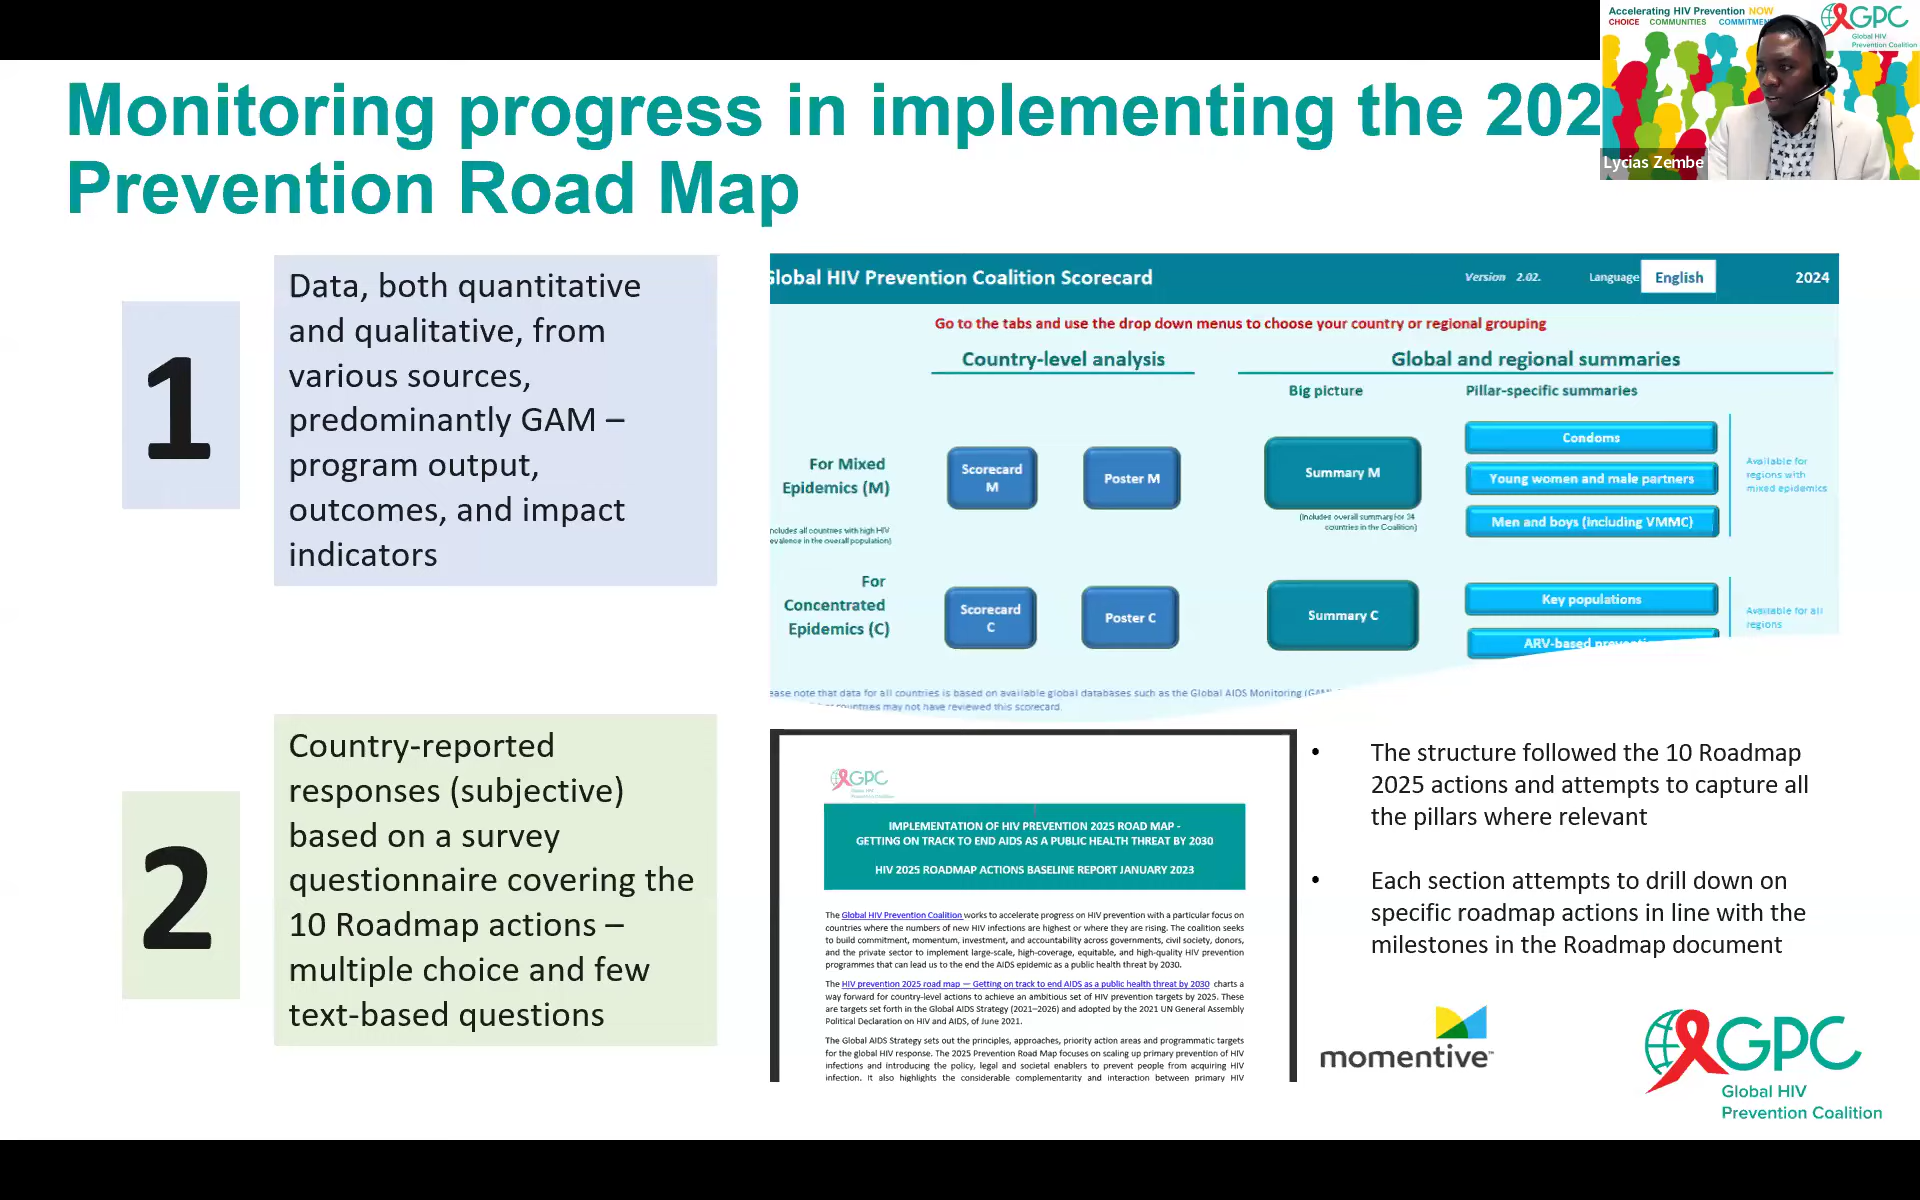 Monitoring progress in implementing the 202
Prevention Road Map
Accelerating HIV Prevention NOW
CHOICE COMMUNITIES COMMITMEN
GPC
Global HIV
Prevention Coalition
Lycias Zembe
1
Data, both quantitative
and qualitative, from
various sources,
predominantly GAM –
program output,
outcomes, and impact
indicators
2
Country-reported
responses (subjective)
based on a survey
questionnaire covering the
10 Roadmap actions –
multiple choice and few
text-based questions
Global HIV Prevention Coalition Scorecard
Version 2.02.
Language
English
2024
Go to the tabs and use the drop down menus to choose your country or regional grouping
Country-level analysis
Global and regional summaries
Big picture
Pillar-specific summaries
For Mixed
Epidemics (M)
ncludes all countries with high HIV
evalence in the overall population)
Scorecard
M
Poster M
Summary M
(Includes overall summary for 34
countries in the Coalition)
Condoms
Young women and male partners
Men and boys (including VMMC)
Available for
regions with
mixed epidemics
For
Concentrated
Epidemics (C)
Scorecard
C
Poster C
Summary C
Key populations
ARV-based preventi
Available for all
regions
ease note that data for all countries is based on available global databases such as the Global AIDS Monitoring (GAM)
countries may not have reviewed this scorecard.
GPC
Global HIV
Prevention Coalition
IMPLEMENTATION OF HIV PREVENTION 2025 ROAD MAP -
GETTING ON TRACK TO END AIDS AS A PUBLIC HEALTH THREAT BY 2030
HIV 2025 ROADMAP ACTIONS BASELINE REPORT JANUARY 2023
The Global HIV Prevention Coalition works to accelerate progress on HIV prevention with a particular focus on
countries where the numbers of new HIV infections are highest or where they are rising. The coalition seeks
to build commitment, momentum, investment, and accountability across governments, civil society, donors,
and the private sector to implement large-scale, high-coverage, equitable, and high-quality HIV prevention
programmes that can lead us to the end the AIDS epidemic as a public health threat by 2030.
The HIV prevention 2025 road map — Getting on track to end AIDS as a public health threat by 2030 charts a
way forward for country-level actions to achieve an ambitious set of HIV prevention targets by 2025. These
are targets set forth in the Global AIDS Strategy (2021–2026) and adopted by the 2021 UN General Assembly
Political Declaration on HIV and AIDS, of June 2021.
The Global AIDS Strategy sets out the principles, approaches, priority action areas and programmatic targets
for the global HIV response. The 2025 Prevention Road Map focuses on scaling up primary prevention of HIV
infections and introducing the policy, legal and societal enablers to prevent people from acquiring HIV
infection. It also highlights the considerable complementarity and interaction between primary HIV
• The structure followed the 10 Roadmap
2025 actions and attempts to capture all
the pillars where relevant
• Each section attempts to drill down on
specific roadmap actions in line with the
milestones in the Roadmap document
momentive™
GPC
Global HIV
Prevention Coalition